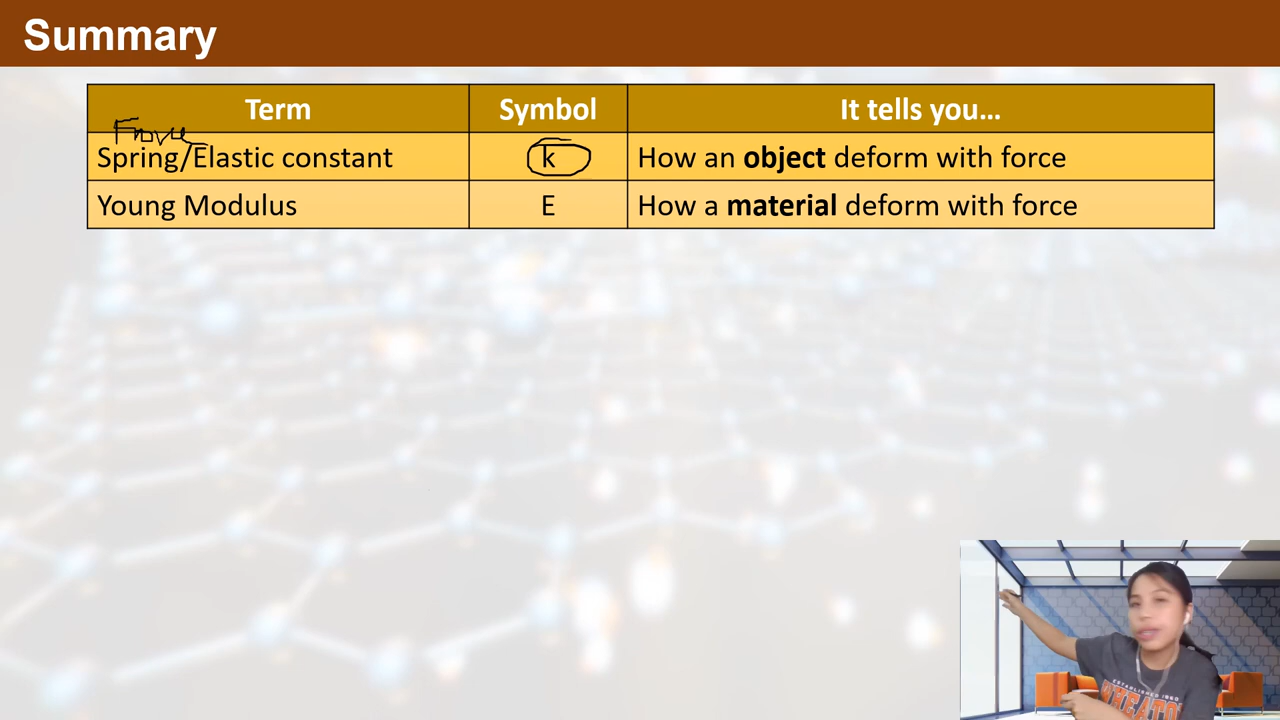 Summary
Term Symbol It tells you...
Spring/Elastic constant k How an object deform with force
Young Modulus E How a material deform with force